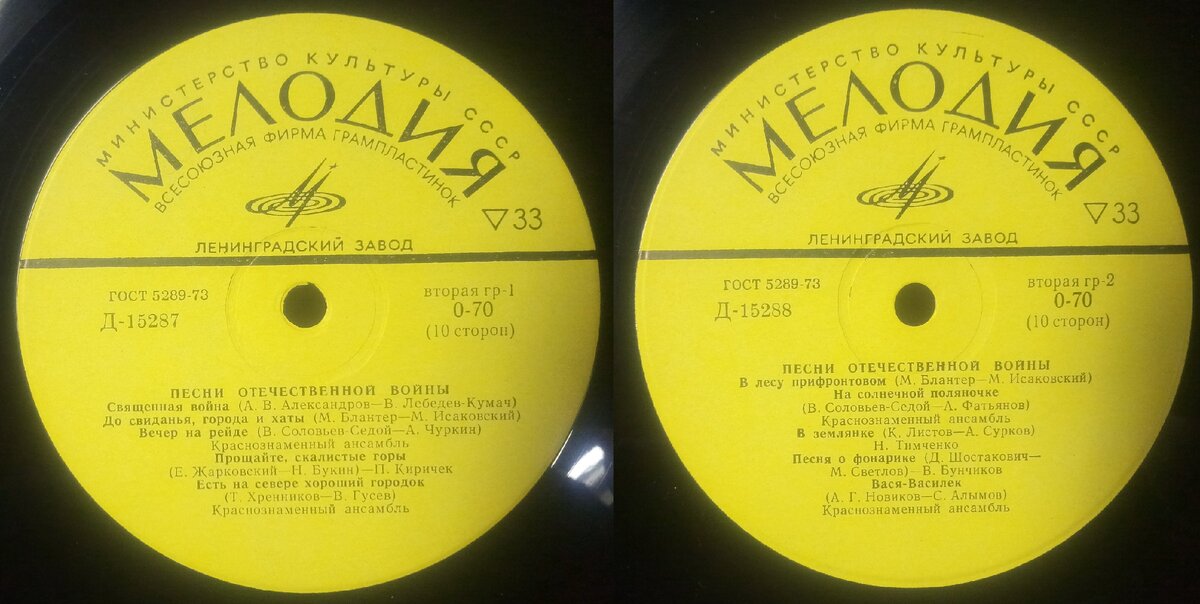 МИНИСТЕРСТВО КУЛЬТУРЫ СССР
МЕЛОДИЯ
ВСЕСОЮЗНАЯ ФИРМА ГРАМПЛАСТИНОК
▽33
ЛЕНИНГРАДСКИЙ ЗАВОД
ГОСТ 5289-73
Д-15287
вторая гр-1
0-70
(10 сторон)
ПЕСНИ ОТЕЧЕСТВЕННОЙ ВОЙНЫ
Священная война (А. В. Александров—В. Лебедев-Кумач)
До свиданья, города и хаты (М. Блантер—М. Исаковский)
Вечер на рейде (В. Соловьев-Седой—А. Чуркин)
Краснознаменный ансамбль
Прощайте, скалистые горы
(Е. Жарковский—Н. Букин)—П. Киричек
Есть на севере хороший городок
(Т. Хренников—В. Гусев)
Краснознаменный ансамбль
МИНИСТЕРСТВО КУЛЬТУРЫ СССР
МЕЛОДИЯ
ВСЕСОЮЗНАЯ ФИРМА ГРАМПЛАСТИНОК
▽33
ЛЕНИНГРАДСКИЙ ЗАВОД
ГОСТ 5289-73
Д-15288
вторая гр-2
0-70
(10 сторон)
ПЕСНИ ОТЕЧЕСТВЕННОЙ ВОЙНЫ
В лесу прифронтовом (М. Блантер—М. Исаковский)
На солнечной поляночке
(В. Соловьев-Седой—А. Фатьянов)
Краснознаменный ансамбль
В землянке (К. Листов—А. Сурков)
Н. Тимченко
Песня о фонарике (Д. Шостакович—
М. Светлов)—В. Бунчиков
Вася-Василек
(А. Г. Новиков—С. Алымов)
Краснознаменный ансамбль